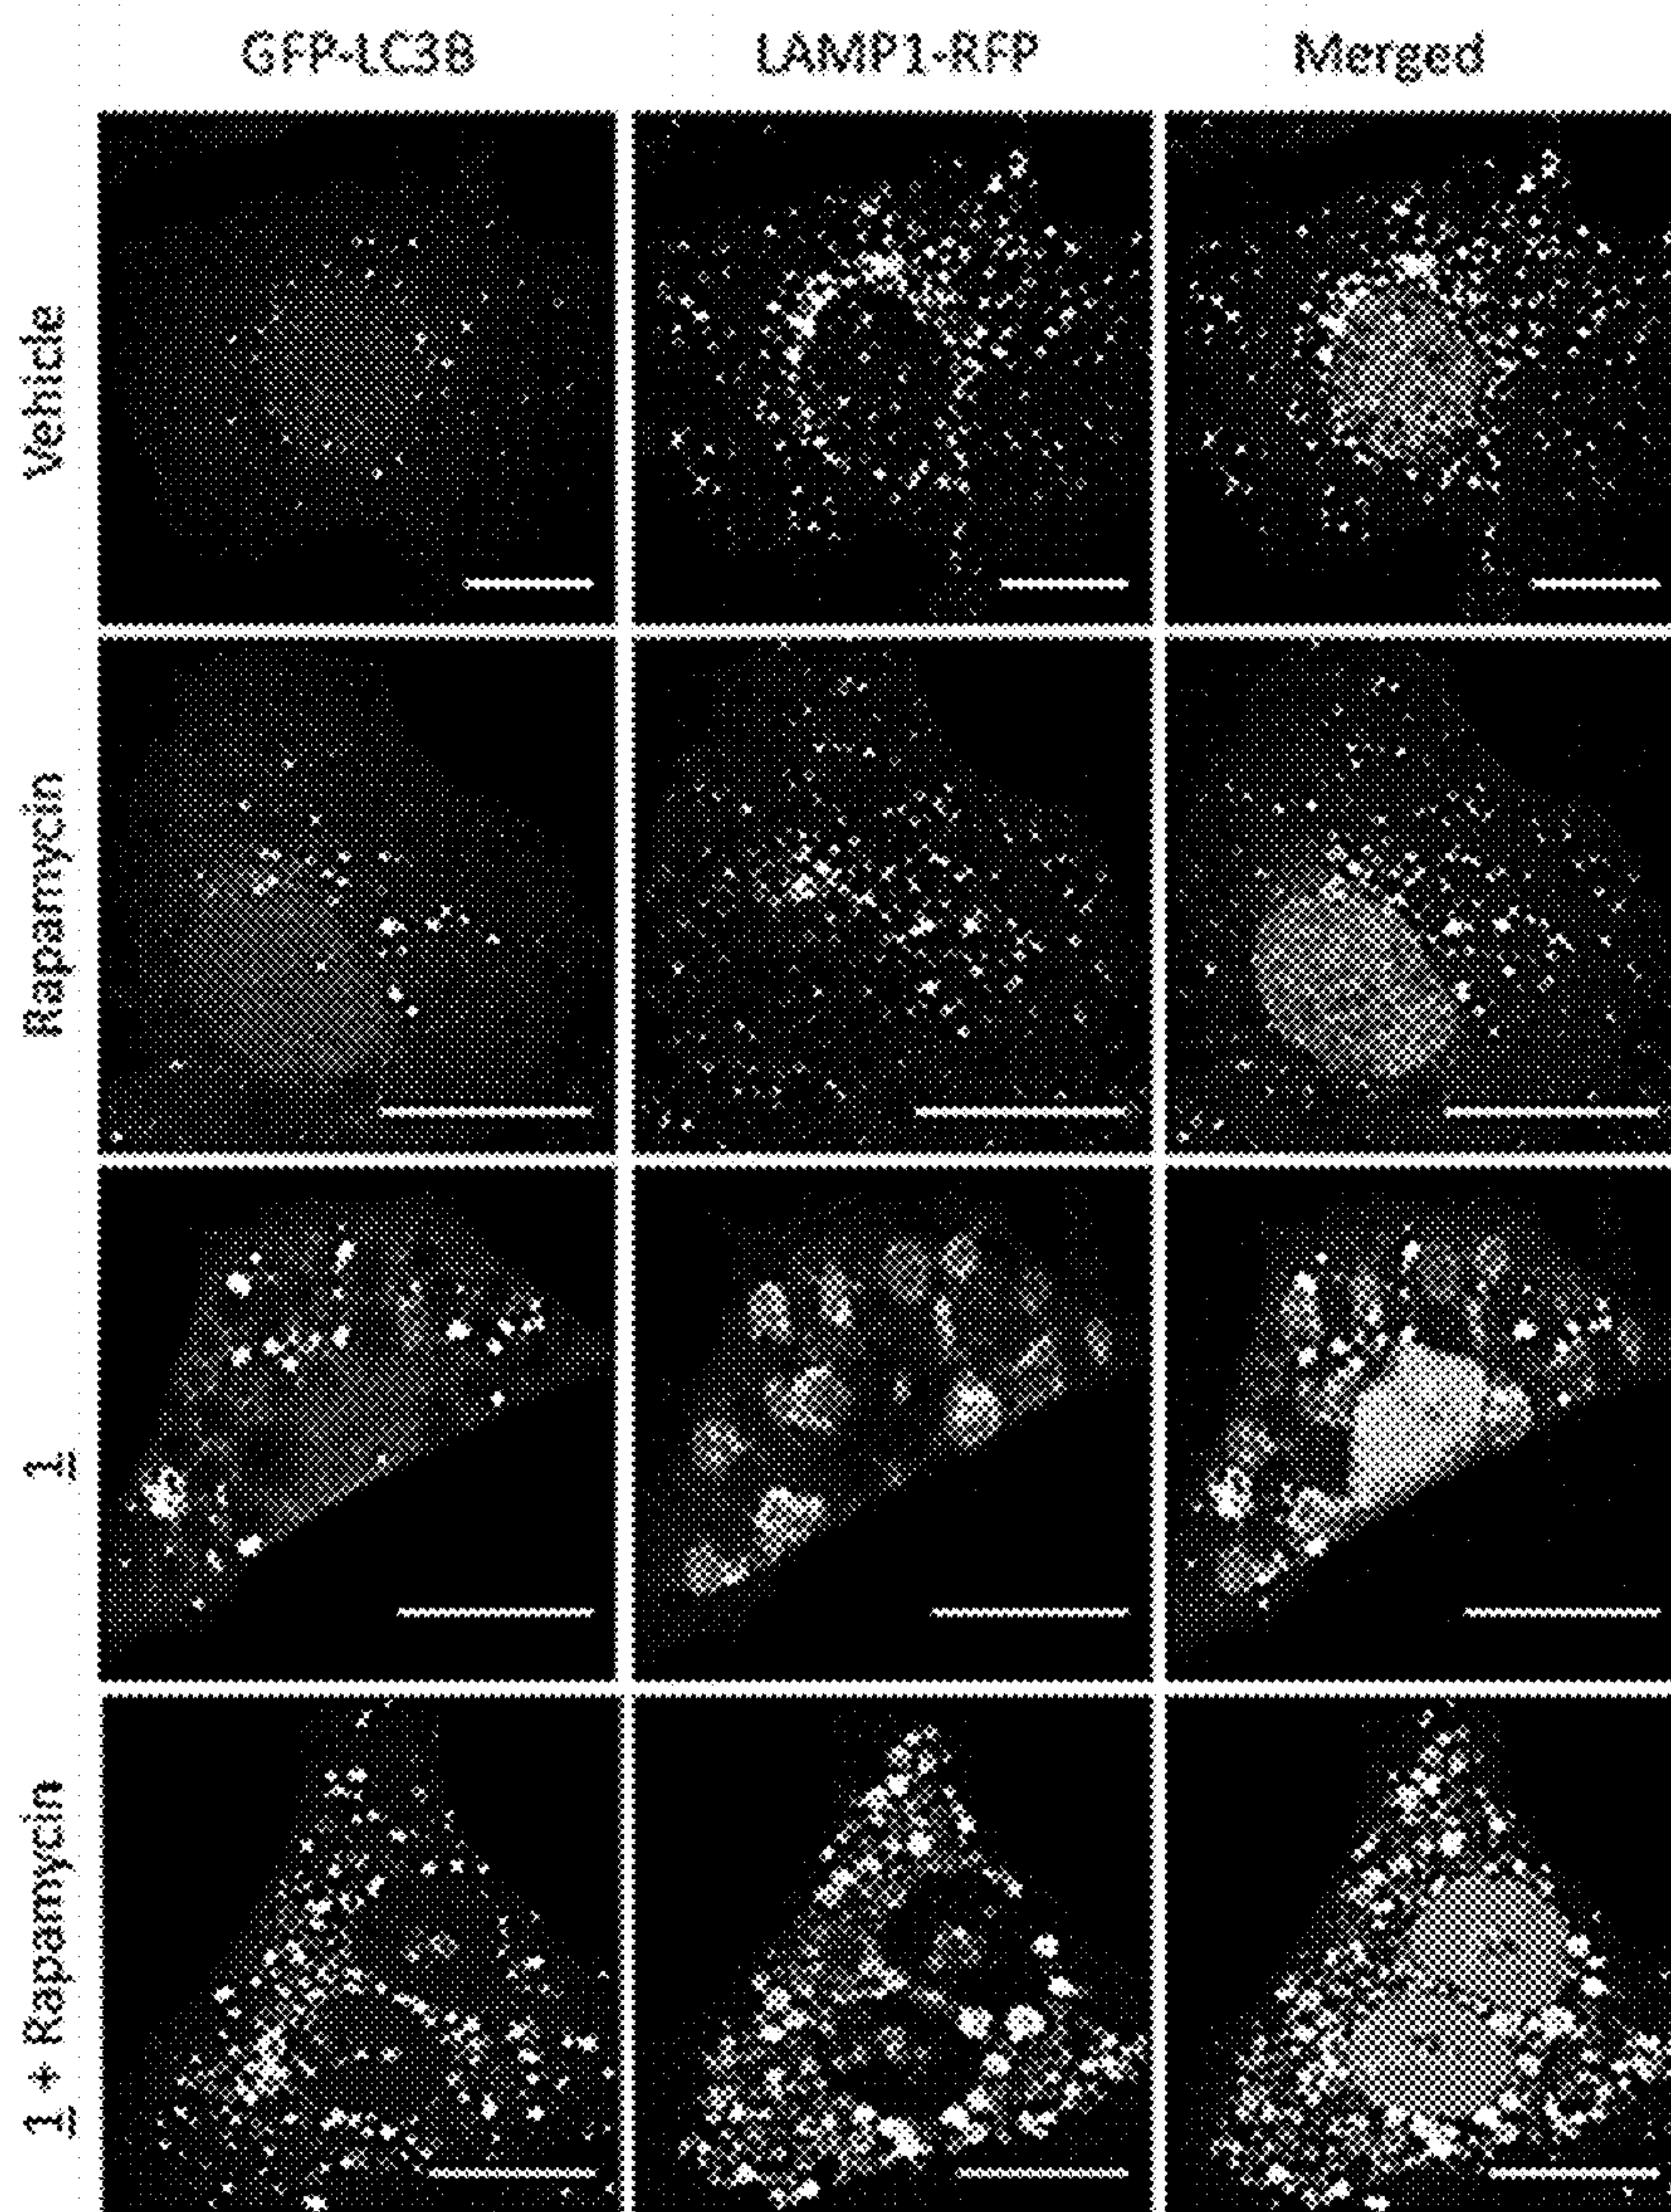 GFP-LC3B LAMP1-RFP Merged
Vehicle
Rapamycin
1
1 + Rapamycin